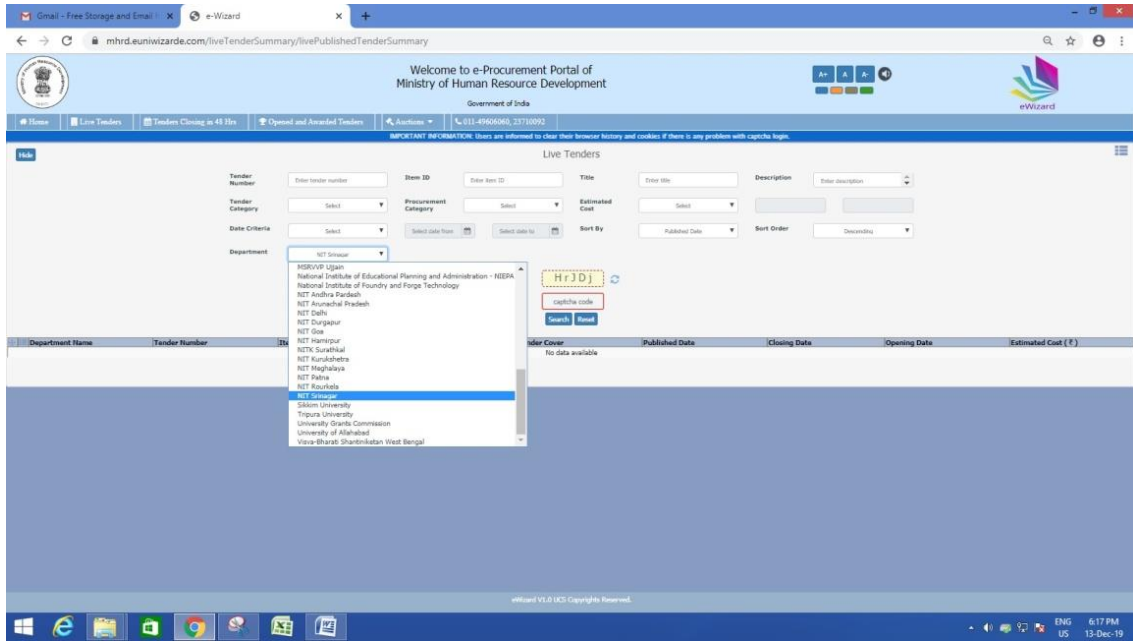 Gmail - Free Storage and Email
e-Wizard
mhrd.euniwizarde.com/liveTenderSummary/livePublishedTenderSummary
Welcome to e-Procurement Portal of
Ministry of Human Resource Development
Government of India
A+ A A-
eWizard
Home Live Tenders Tenders Closing in 48 Hrs Opened and Awarded Tenders Auctions 011-49606060, 23710092
IMPORTANT INFORMATION: Users are informed to clear their browser history and cookies if there is any problem with captcha login.
Hide
Live Tenders
Tender Number Enter tender number Item ID Enter Item ID Title Enter title Description Enter description
Tender Category Select Procurement Category Select Estimated Cost Select
Date Criteria Select Select date from Select date to Sort By Published Date Sort Order Descending
Department NIT Srinagar
MSRVVP Ujjain
National Institute of Educational Planning and Administration - NIEPA
National Institute of Foundry and Forge Technology
NIT Andhra Pardesh
NIT Arunachal Pradesh
NIT Delhi
NIT Durgapur
NIT Goa
NIT Hamirpur
NITK Surathkal
NIT Kurukshetra
NIT Meghalaya
NIT Patna
NIT Rourkela
NIT Srinagar
Sikkim University
Tripura University
University Grants Commission
University of Allahabad
Visva-Bharati Shantiniketan West Bengal
HrJDj
captcha code
Search Reset
Department Name Tender Number Cover Published Date Closing Date Opening Date Estimated Cost (₹)
No data available
eWizard V1.0 UCS Copyrights Reserved.
ENG 6:17 PM
US 13-Dec-19